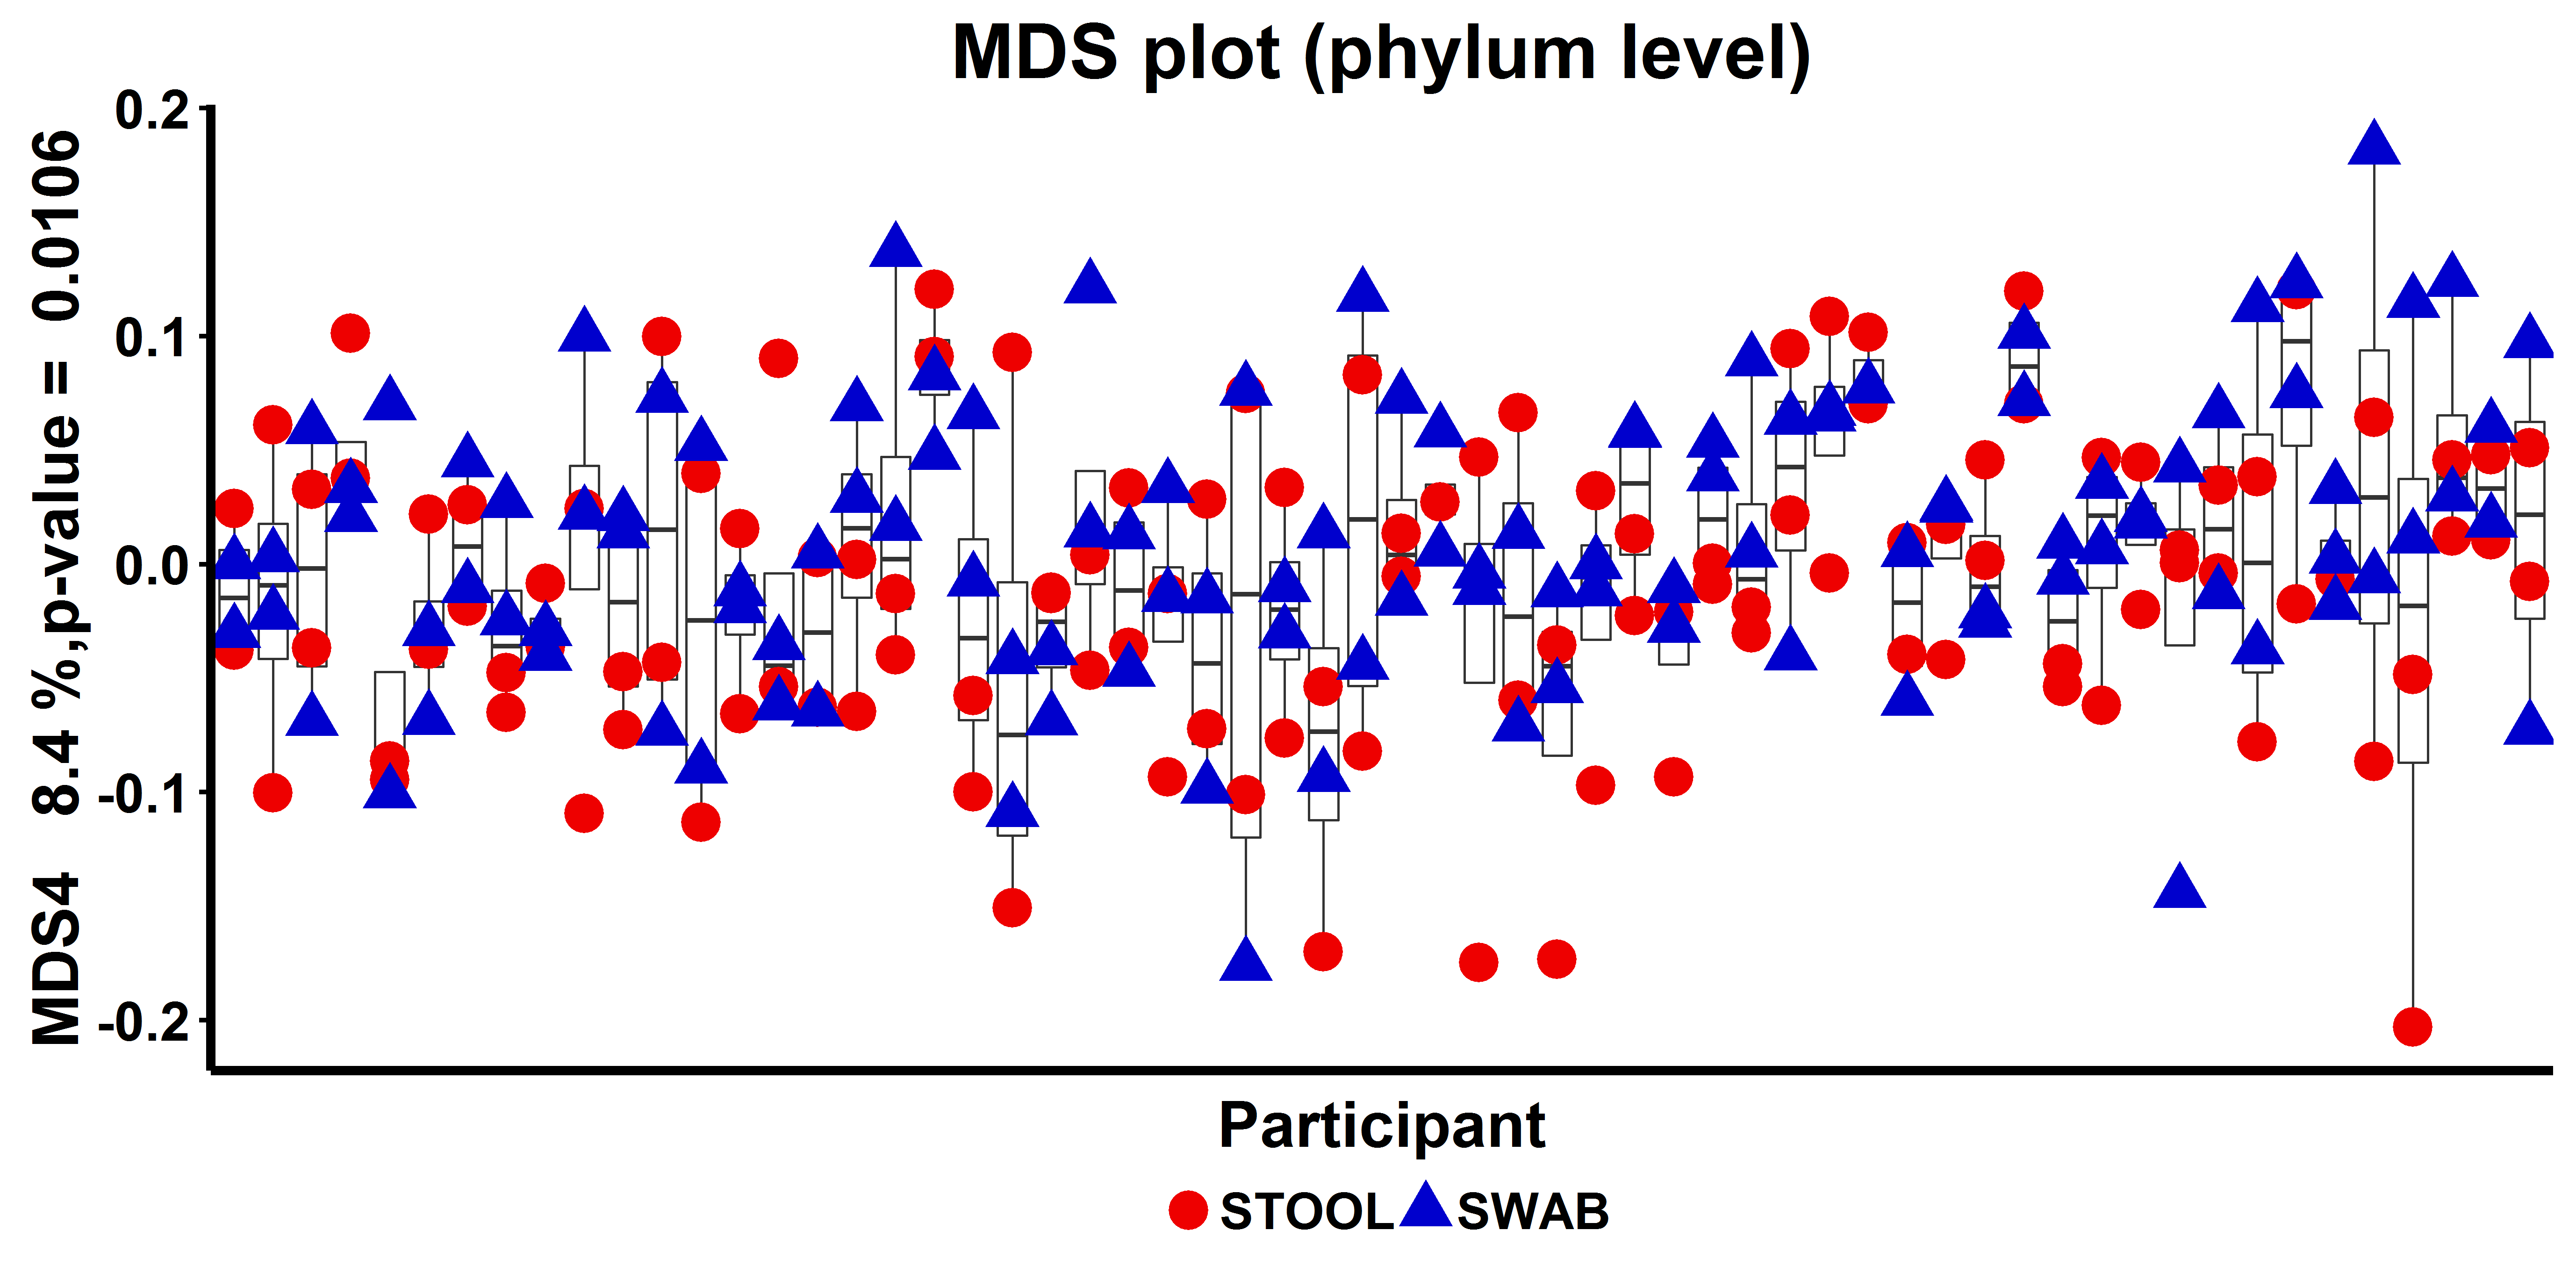 MDS plot (phylum level)
MDS4 8.4 %,p-value = 0.0106
0.2
0.1
0.0
-0.1
-0.2
Participant
STOOL SWAB